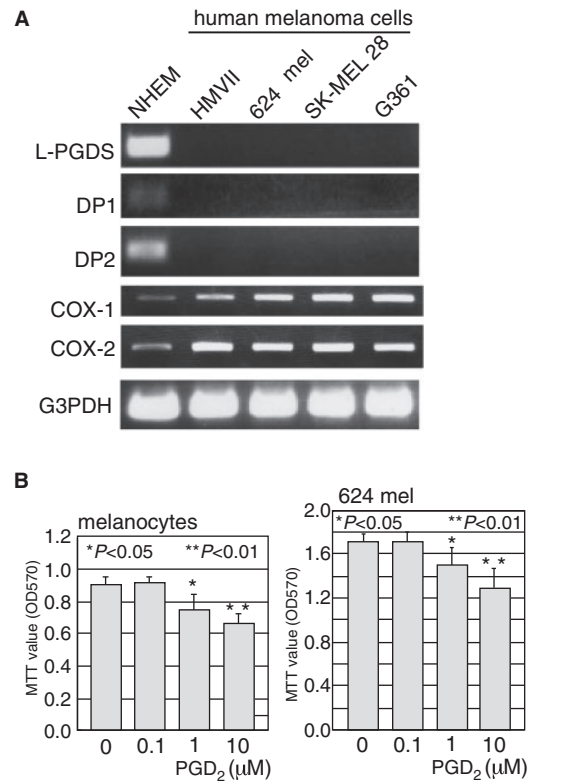 A
human melanoma cells
NHEM HMVII 624 mel SK-MEL 28 G361
L-PGDS
DP1
DP2
COX-1
COX-2
G3PDH
B
melanocytes
*P<0.05 **P<0.01
MTT value (OD570)
1.2
1.0
0.8
0.6
0.4
0.2
0.0
*
* *
0 0.1 1 10
PGD2 (µM)
624 mel
*P<0.05 **P<0.01
MTT value (OD570)
2.0
1.6
1.2
0.8
0.4
0.0
*
* *
0 0.1 1 10
PGD2 (µM)